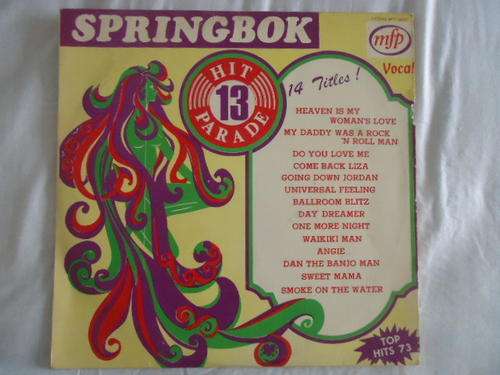 SPRINGBOK
mfp
Vocal
HIT
13
PARADE
14 Titles!
HEAVEN IS MY
WOMAN'S LOVE
MY DADDY WAS A ROCK
'N ROLL MAN
DO YOU LOVE ME
COME BACK LIZA
GOING DOWN JORDAN
UNIVERSAL FEELING
BALLROOM BLITZ
DAY DREAMER
ONE MORE NIGHT
WAIKIKI MAN
ANGIE
DAN THE BANJO MAN
SWEET MAMA
SMOKE ON THE WATER
TOP
HITS 73